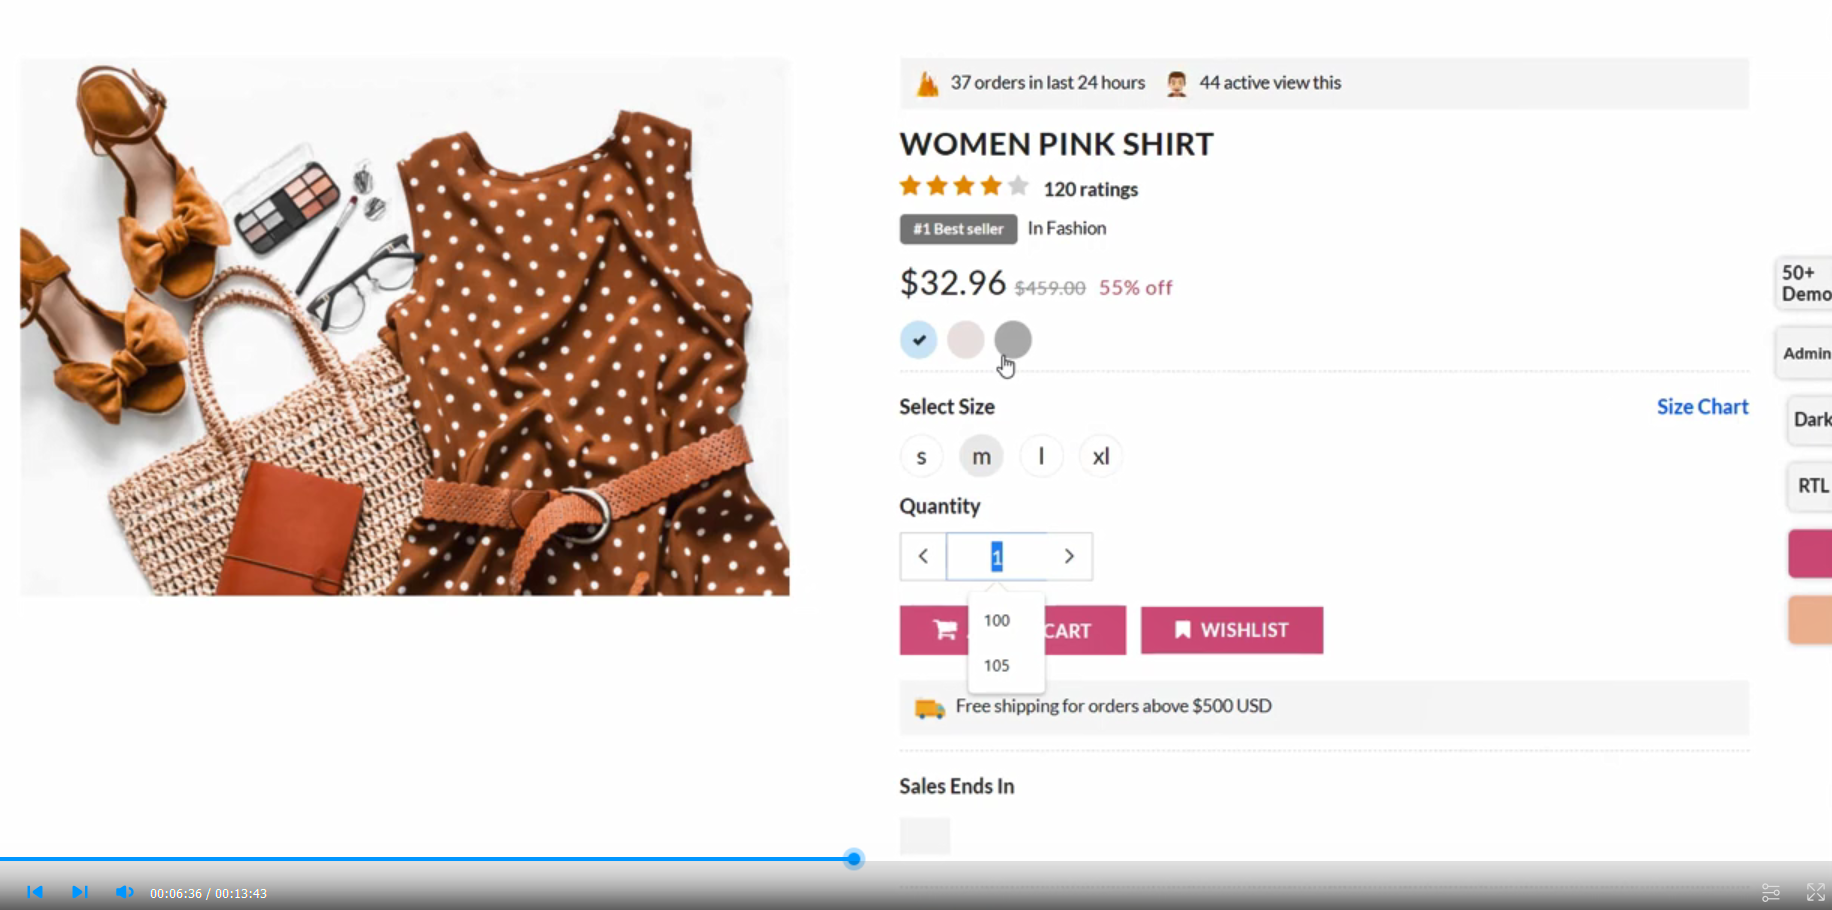 37 orders in last 24 hours 44 active view this
WOMEN PINK SHIRT
120 ratings
#1 Best seller In Fashion
$32.96 $459.00 55% off
Select Size Size Chart
s m l xl
Quantity
1
100
105
CART WISHLIST
Free shipping for orders above $500 USD
Sales Ends In
50+
Demo
Admin
Dark
RTL
00:06:36 / 00:13:43